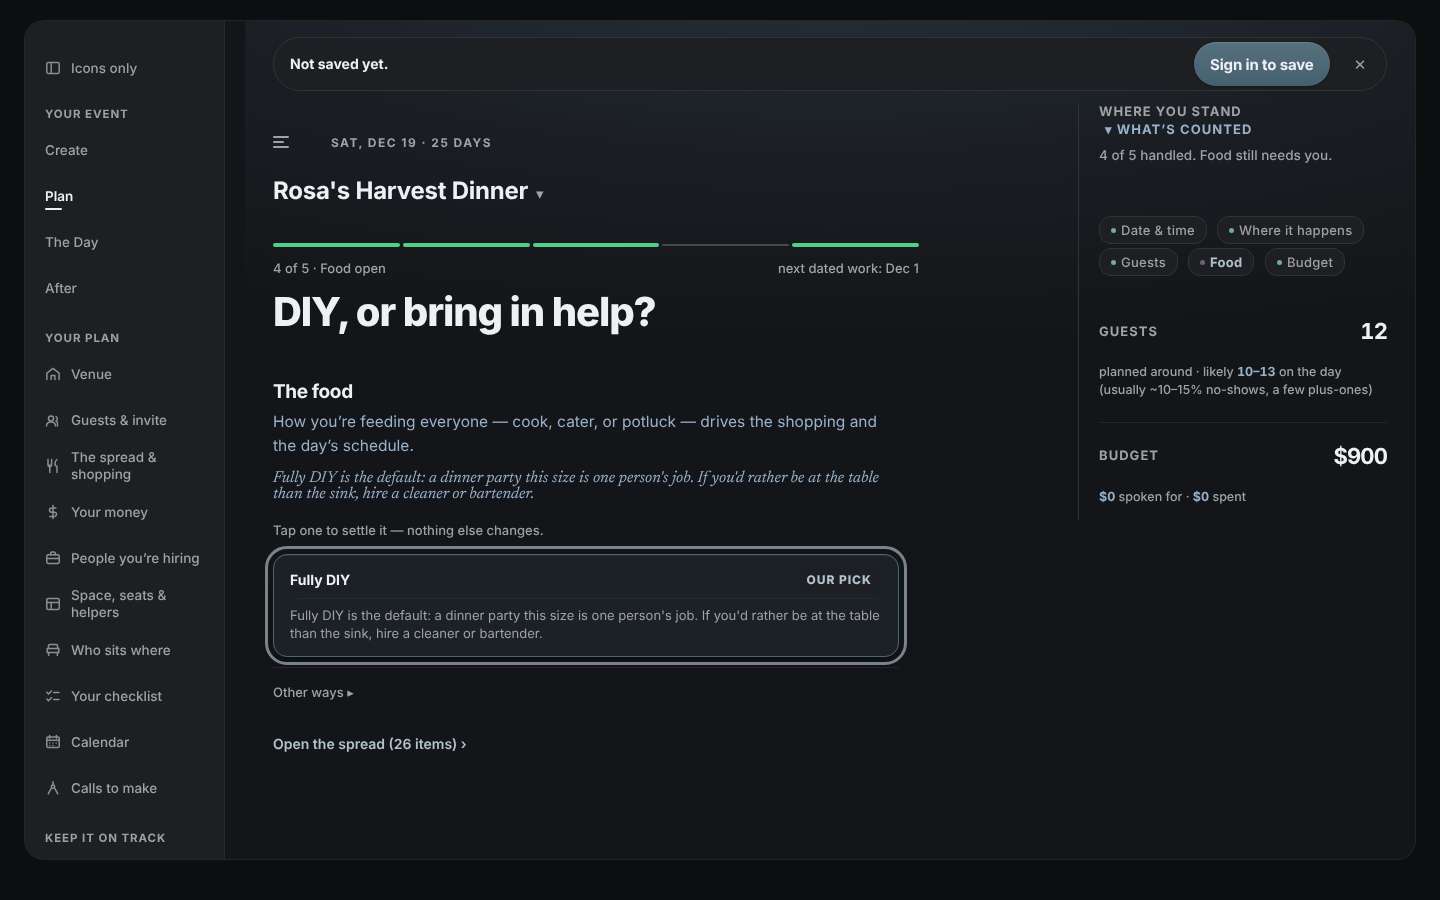 Icons only
YOUR EVENT
Create
Plan
The Day
After
YOUR PLAN
Venue
Guests & invite
The spread &
shopping
Your money
People you’re hiring
Space, seats &
helpers
Who sits where
Your checklist
Calendar
Calls to make
KEEP IT ON TRACK
Not saved yet.
Sign in to save
×
SAT, DEC 19 · 25 DAYS
Rosa's Harvest Dinner ▾
4 of 5 · Food open
next dated work: Dec 1
DIY, or bring in help?
The food
How you’re feeding everyone — cook, cater, or potluck — drives the shopping and
the day’s schedule.
Fully DIY is the default: a dinner party this size is one person's job. If you'd rather be at the table
than the sink, hire a cleaner or bartender.
Tap one to settle it — nothing else changes.
Fully DIY
OUR PICK
Fully DIY is the default: a dinner party this size is one person's job. If you'd rather be at the table
than the sink, hire a cleaner or bartender.
Other ways ▸
Open the spread (26 items) ›
WHERE YOU STAND
▾ WHAT’S COUNTED
4 of 5 handled. Food still needs you.
Date & time
Where it happens
Guests
Food
Budget
GUESTS
12
planned around · likely 10–13 on the day
(usually ~10–15% no-shows, a few plus-ones)
BUDGET
$900
$0 spoken for · $0 spent